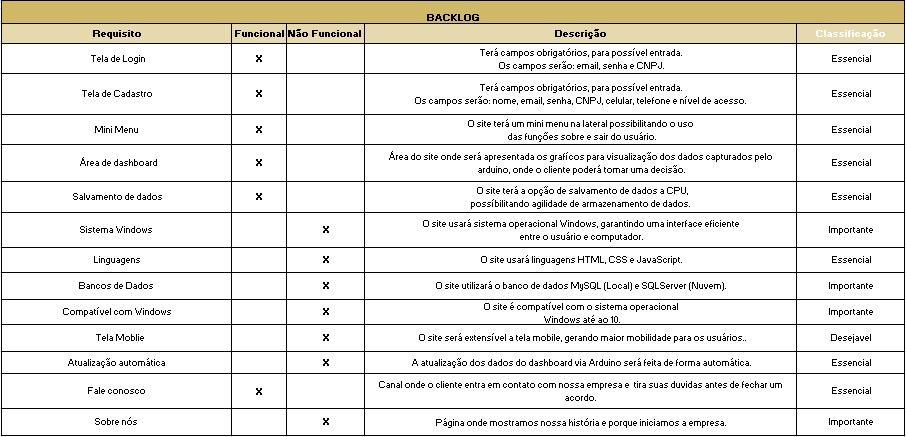 BACKLOG
Requisito Funcional Não Funcional Descrição Classificação
Terá campos obrigatórios, para possível entrada.
Tela de Login X Os campos serão: email, senha e CNPJ. Essencial
Terá campos obrigatórios, para possível entrada.
Tela de Cadastro X Os campos serão: nome, email, senha, CNPJ, celular, telefone e nível de acesso. Essencial
O site terá um mini menu na lateral possibilitando o uso
Mini Menu X das funções sobre e sair do usuário. Essencial
Área do site onde será apresentada os grafícos para visualização dos dados capturados pelo
Área de dashboard X arduino, onde o cliente poderá tomar uma decisão. Essencial
O site terá a opção de salvamento de dados a CPU,
Salvamento de dados X possíbilitando agilidade de armazenamento de dados. Essencial
O site usará sistema operacional Windows, garantindo uma interface eficiente
Sistema Windows X entre o usuário e computador. Importante
Linguagens X O site usará linguagens HTML, CSS e JavaScript. Essencial
Bancos de Dados X O site utilizará o banco de dados MySQL (Local) e SQLServer (Nuvem). Importante
O site é compatível com o sistema operacional
Compatível com Windows X Windows até ao 10. Importante
Tela Moblie X O site será extensível a tela mobile, gerando maior mobilidade para os usuários.. Desejavel
Atualização automática X A atualização dos dados do dashboard via Arduino será feita de forma automática. Essencial
Canal onde o cliente entra em contato com nossa empresa e tira suas duvidas antes de fechar um
Fale conosco X acordo. Essencial
Sobre nós X Página onde mostramos nossa história e porque iniciamos a empresa. Importante